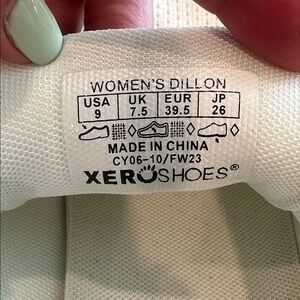 WOMEN'S DILLON
USA UK EUR JP
9 7.5 39.5 26
MADE IN CHINA
CY06-10/FW23
XEROSHOES®